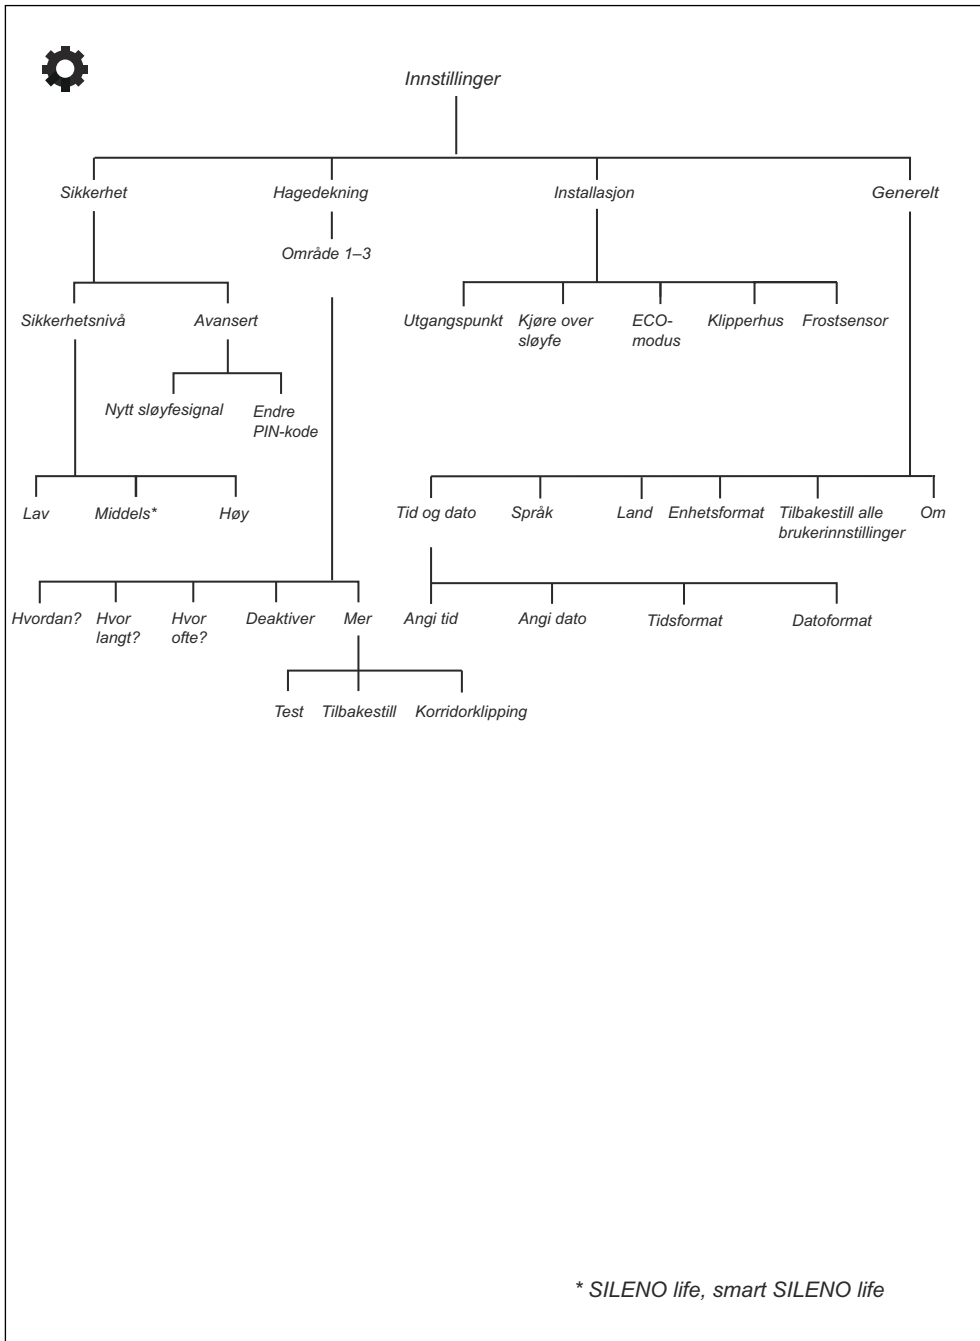 Innstillinger
Sikkerhet
Hagedekning
Installasjon
Generelt
Område 1–3
Sikkerhetsnivå
Avansert
Utgangspunkt
Kjøre over
sløyfe
ECO-
modus
Klipperhus
Frostsensor
Nytt sløyfesignal
Endre
PIN-kode
Lav
Middels*
Høy
Tid og dato
Språk
Land
Enhetsformat
Tilbakestill alle
brukerinnstillinger
Om
Hvordan?
Hvor
langt?
Hvor
ofte?
Deaktiver
Mer
Angi tid
Angi dato
Tidsformat
Datoformat
Test
Tilbakestill
Korridorklipping
* SILENO life, smart SILENO life